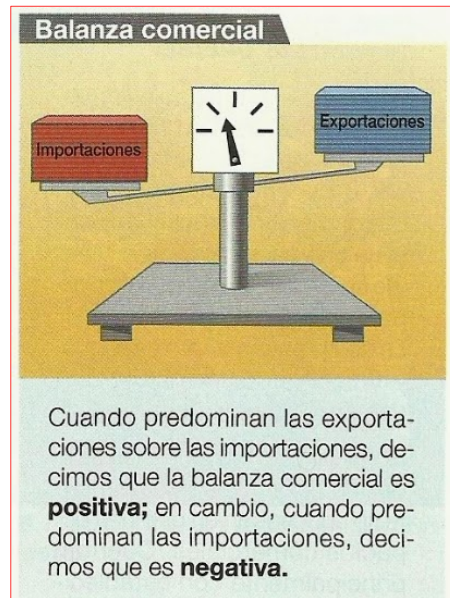 Balanza comercial
Importaciones
Exportaciones
Cuando predominan las exporta-
ciones sobre las importaciones, de-
cimos que la balanza comercial es
positiva; en cambio, cuando pre-
dominan las importaciones, deci-
mos que es negativa.